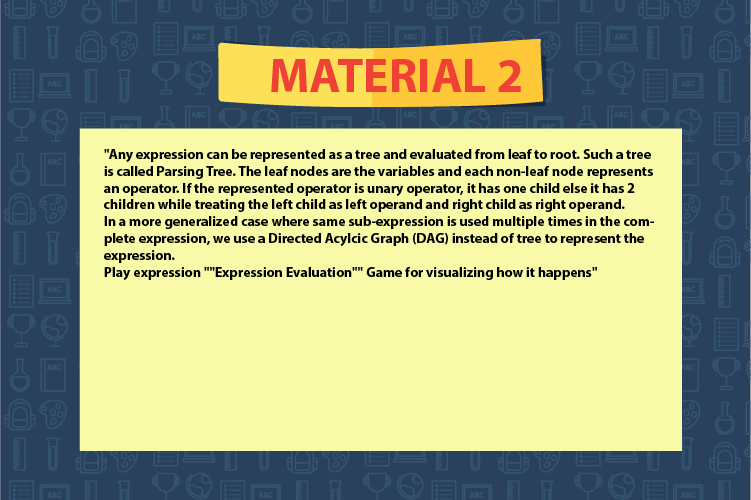 MATERIAL 2
"Any expression can be represented as a tree and evaluated from leaf to root. Such a tree
is called Parsing Tree. The leaf nodes are the variables and each non-leaf node represents
an operator. If the represented operator is unary operator, it has one child else it has 2
children while treating the left child as left operand and right child as right operand.
In a more generalized case where same sub-expression is used multiple times in the com-
plete expression, we use a Directed Acylcic Graph (DAG) instead of tree to represent the
expression.
Play expression ""Expression Evaluation"" Game for visualizing how it happens"